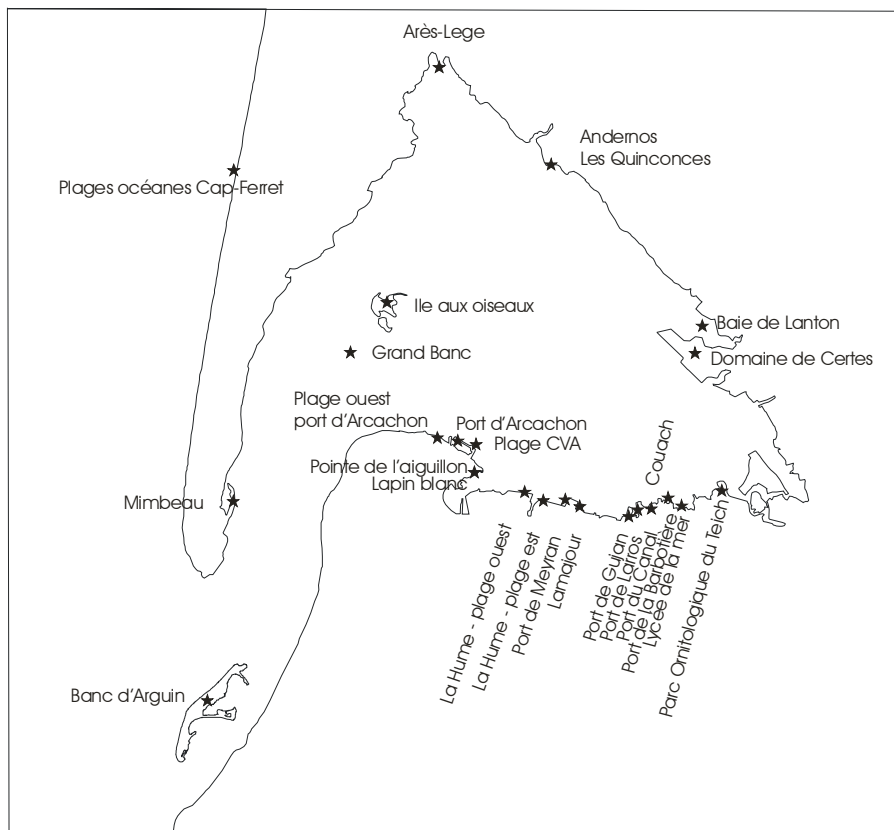 Arès-Lege
Andernos
Les Quinconces
Plages océanes Cap-Ferret
Ile aux oiseaux
Baie de Lanton
Grand Banc
Domaine de Certes
Plage ouest
port d'Arcachon
Port d'Arcachon
Plage CVA
Pointe de l'aiguillon
Lapin blanc
Couach
Mimbeau
La Hume - plage ouest
La Hume - plage est
Port de Meyran
Lamajour
Port de Gujan
Port de Larros
Port du Canal
Port de La Barbotière
Lycée de la mer
Parc Ornitologique du Teich
Banc d'Arguin